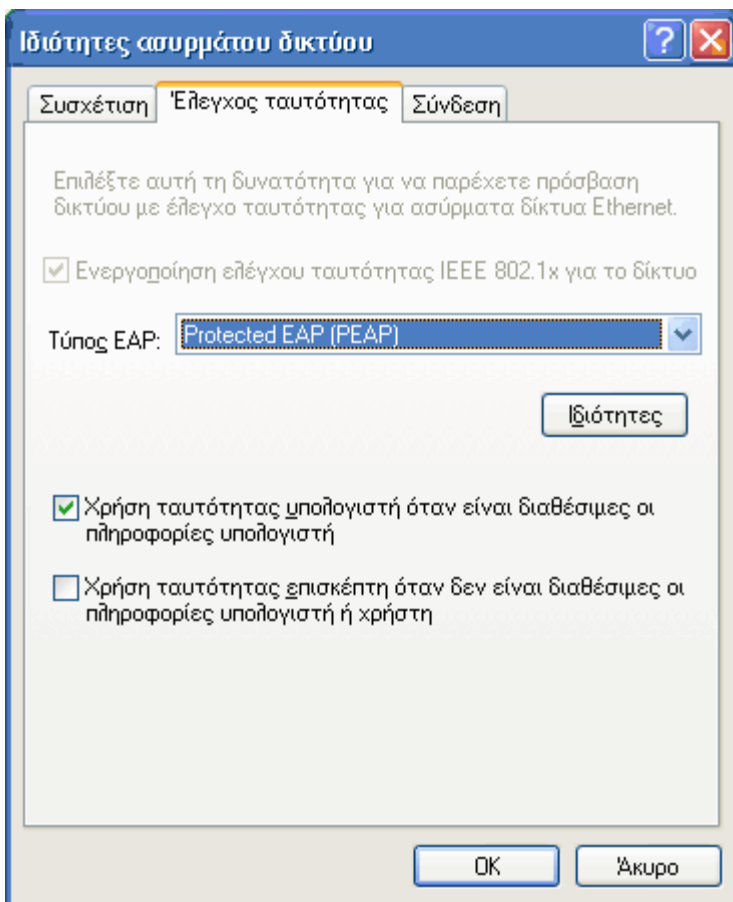 Ιδιότητες ασυρμάτου δικτύου
Συσχέτιση Έλεγχος ταυτότητας Σύνδεση
Επιλέξτε αυτή τη δυνατότητα για να παρέχετε πρόσβαση
δικτύου με έλεγχο ταυτότητας για ασύρματα δίκτυα Ethernet.
Ενεργοποίηση ελέγχου ταυτότητας IEEE 802.1x για το δίκτυο
Τύπος EAP: Protected EAP (PEAP)
Ιδιότητες
Χρήση ταυτότητας υπολογιστή όταν είναι διαθέσιμες οι
πληροφορίες υπολογιστή
Χρήση ταυτότητας επισκέπτη όταν δεν είναι διαθέσιμες οι
πληροφορίες υπολογιστή ή χρήστη
OK Άκυρο